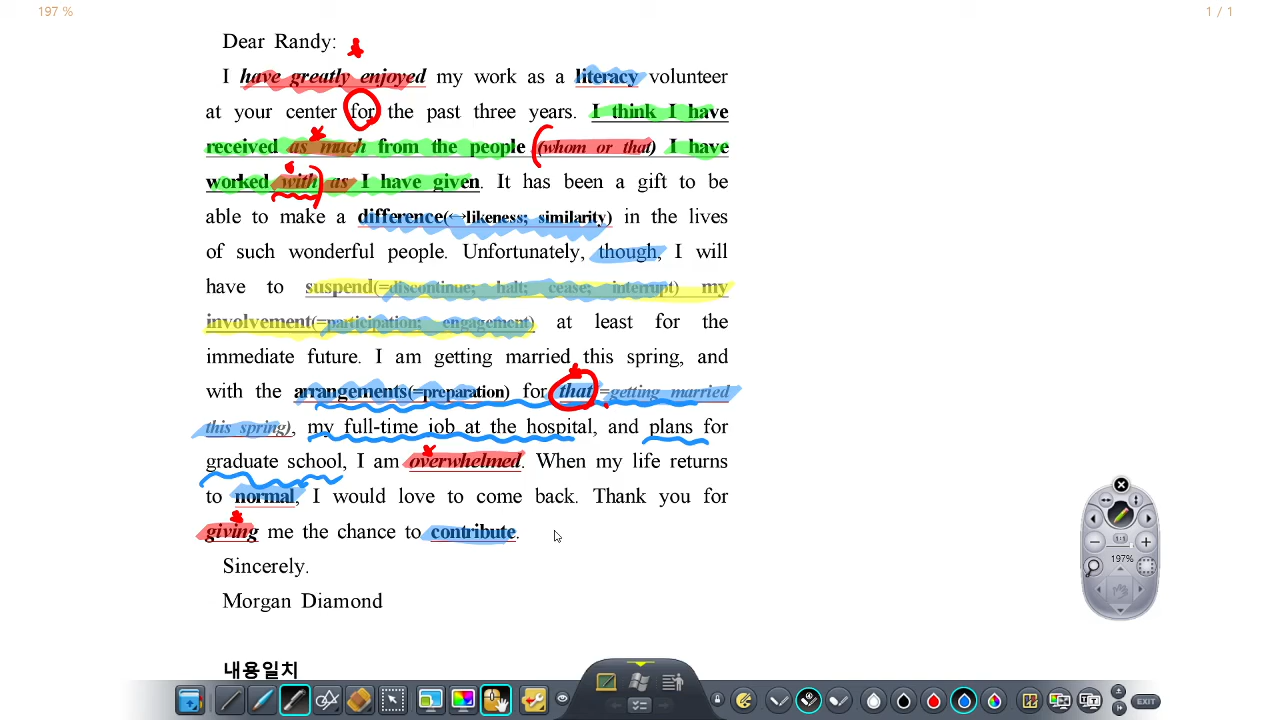 197 %
1 / 1
Dear Randy:
I have greatly enjoyed my work as a literacy volunteer
at your center for the past three years. I think I have
received as much from the people (whom or that) I have
worked with as I have given. It has been a gift to be
able to make a difference(↔likeness; similarity) in the lives
of such wonderful people. Unfortunately, though, I will
have to suspend(=discontinue; halt; cease; interrupt) my
involvement(=participation; engagement) at least for the
immediate future. I am getting married this spring, and
with the arrangements(=preparation) for that(=getting married
this spring), my full-time job at the hospital, and plans for
graduate school, I am overwhelmed. When my life returns
to normal, I would love to come back. Thank you for
giving me the chance to contribute.
Sincerely.
Morgan Diamond
1:1
197%
내용일치
EXIT